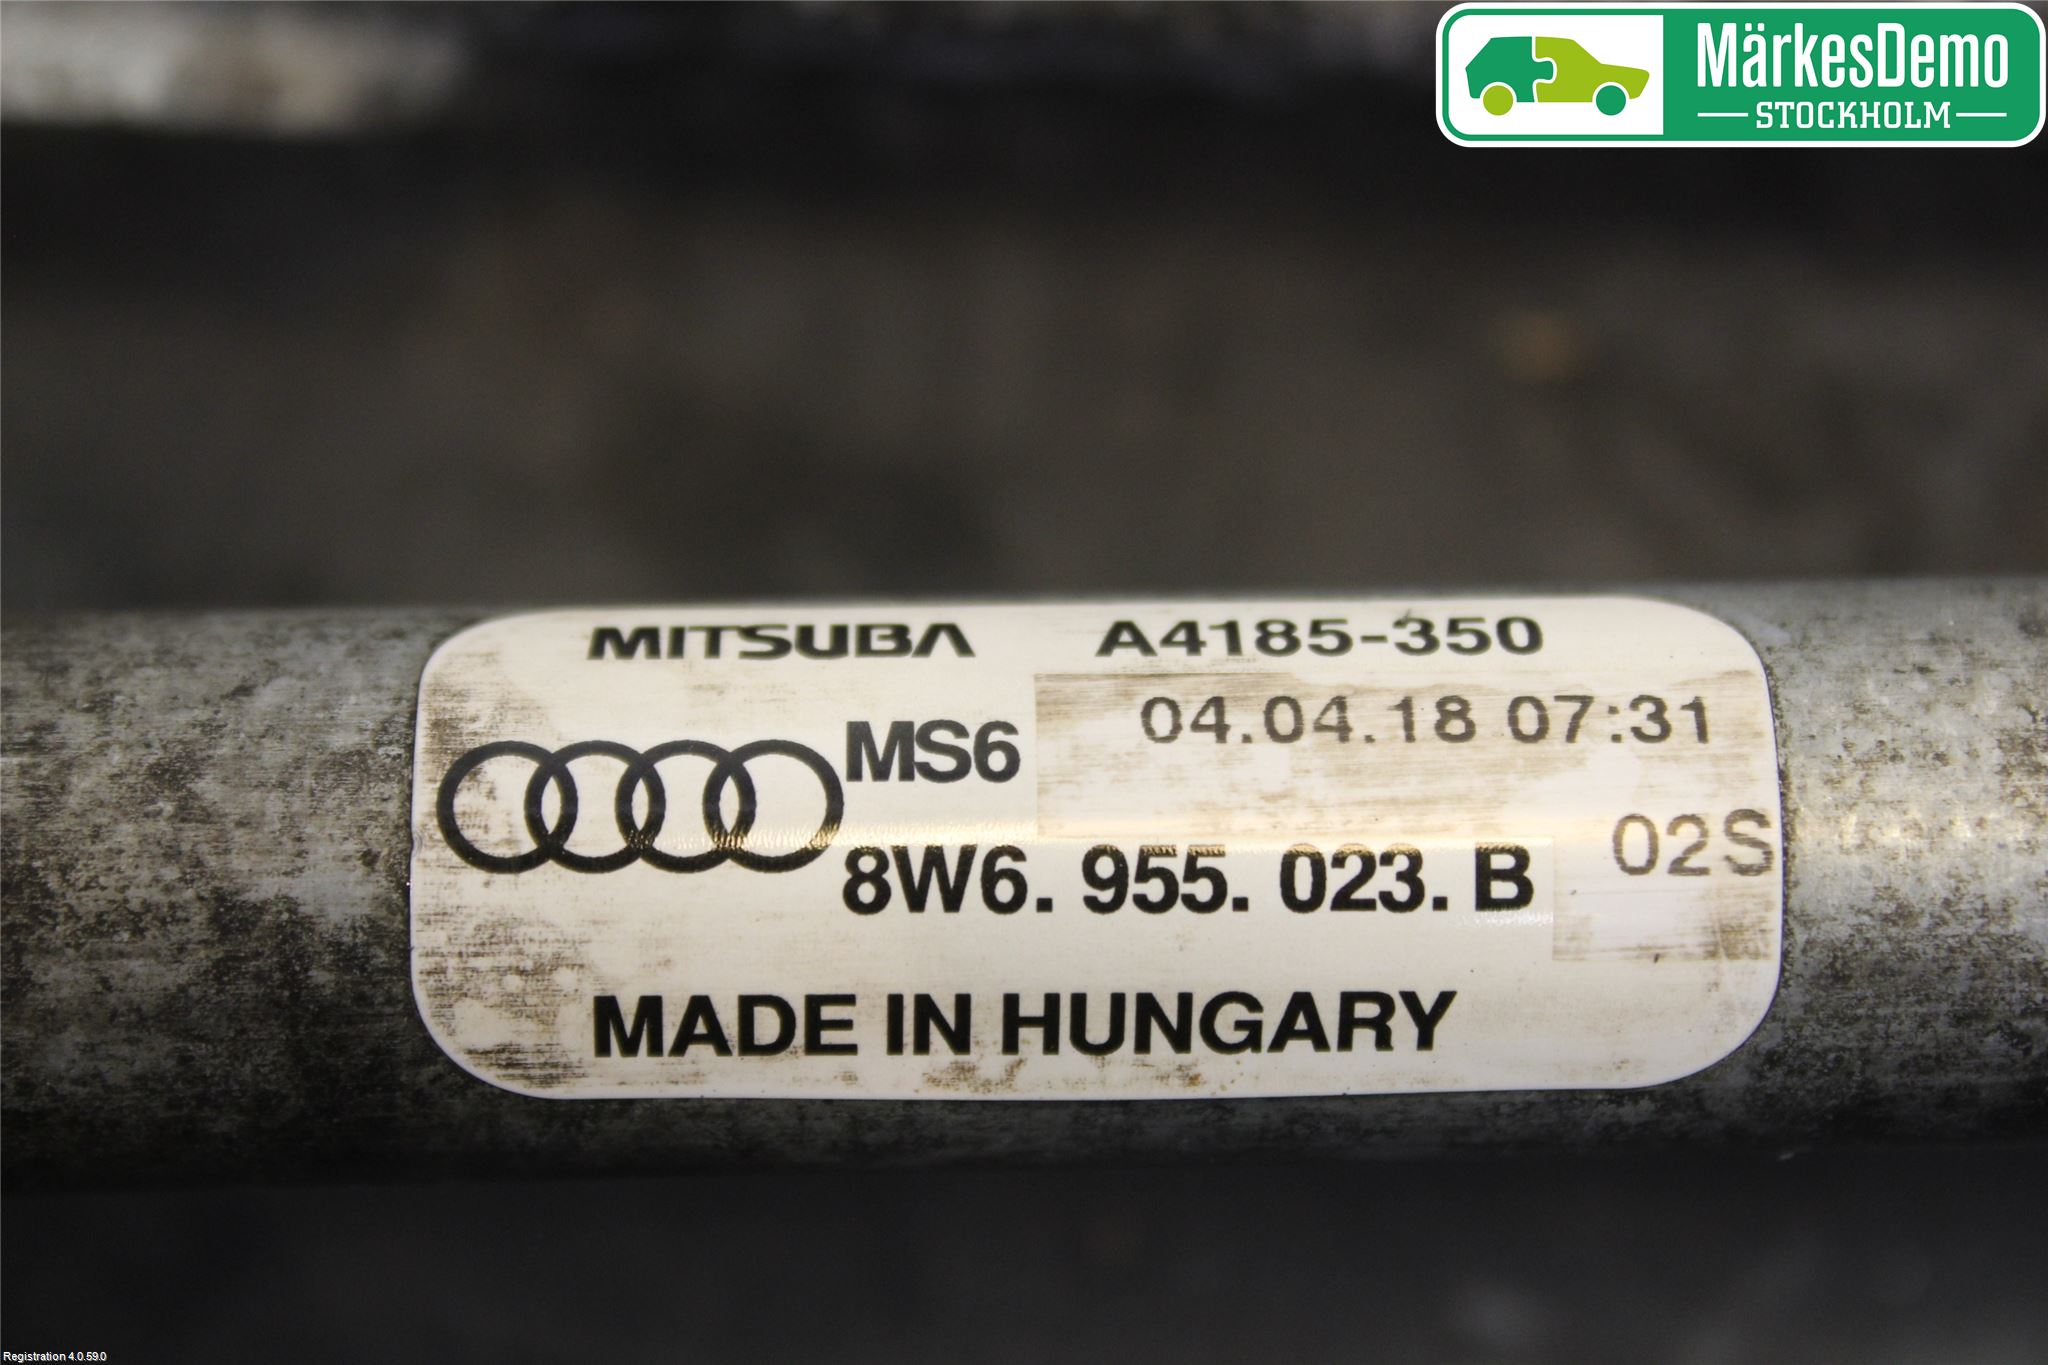 MärkesDemo
STOCKHOLM
MITSUBA A4185-350
04.04.18 07:31
MS6
02S
8W6. 955. 023. B
MADE IN HUNGARY
Registration 4.0.59.0